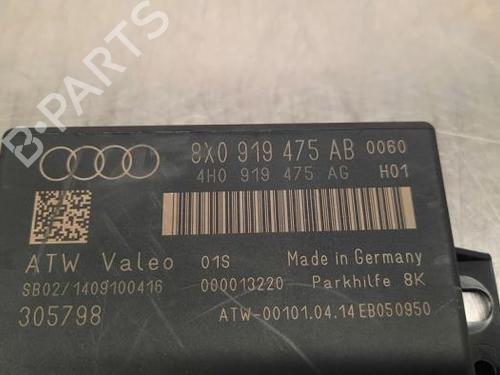 8X0 919 475 AB 0060
4H0 919 475 AG H01
ATW Valeo 01S Made in Germany
SB02/1409100416 000013220 Parkhilfe 8K
305798 ATW-00101.04.14EB050950
B-PARTS